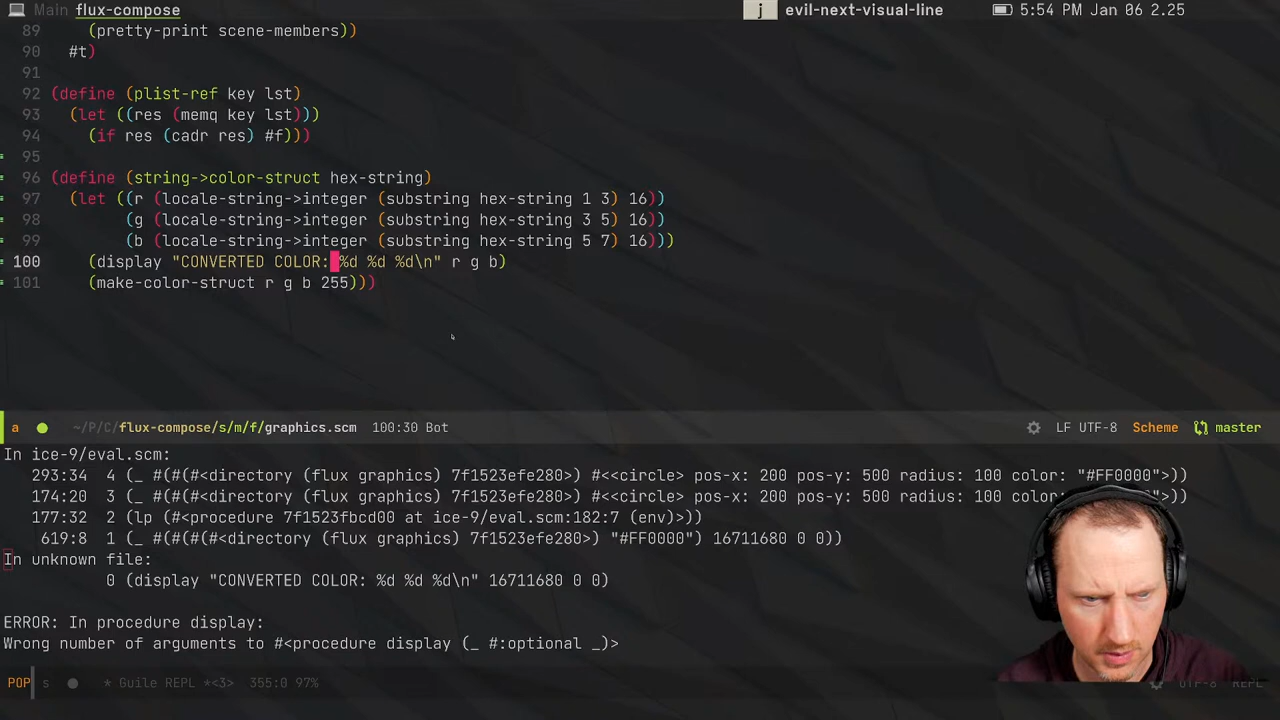 Main flux-compose j evil-next-visual-line 5:54 PM Jan 06 2.25
89 (pretty-print scene-members))
90 #t)
91
92 (define (plist-ref key lst)
93 (let ((res (memq key lst)))
94 (if res (cadr res) #f)))
95
96 (define (string->color-struct hex-string)
97 (let ((r (locale-string->integer (substring hex-string 1 3) 16))
98 (g (locale-string->integer (substring hex-string 3 5) 16))
99 (b (locale-string->integer (substring hex-string 5 7) 16)))
100 (display "CONVERTED COLOR: %d %d %d\n" r g b)
101 (make-color-struct r g b 255)))
a ~/P/C/flux-compose/s/m/f/graphics.scm 100:30 Bot LF UTF-8 Scheme master
In ice-9/eval.scm:
293:34 4 (_ #(#(#<directory (flux graphics) 7f1523efe280>) #<<circle> pos-x: 200 pos-y: 500 radius: 100 color: "#FF0000">))
174:20 3 (_ #(#(#<directory (flux graphics) 7f1523efe280>) #<<circle> pos-x: 200 pos-y: 500 radius: 100 color: "#FF0000">))
177:32 2 (lp (#<procedure 7f1523fbcd00 at ice-9/eval.scm:182:7 (env)>))
619:8 1 (_ #(#(#<directory (flux graphics) 7f1523efe280>) "#FF0000") 16711680 0 0))
In unknown file:
0 (display "CONVERTED COLOR: %d %d %d\n" 16711680 0 0)
ERROR: In procedure display:
Wrong number of arguments to #<procedure display (_ #:optional _)>
POP s * Guile REPL *<3> 355:0 97% UTF-8 REPL